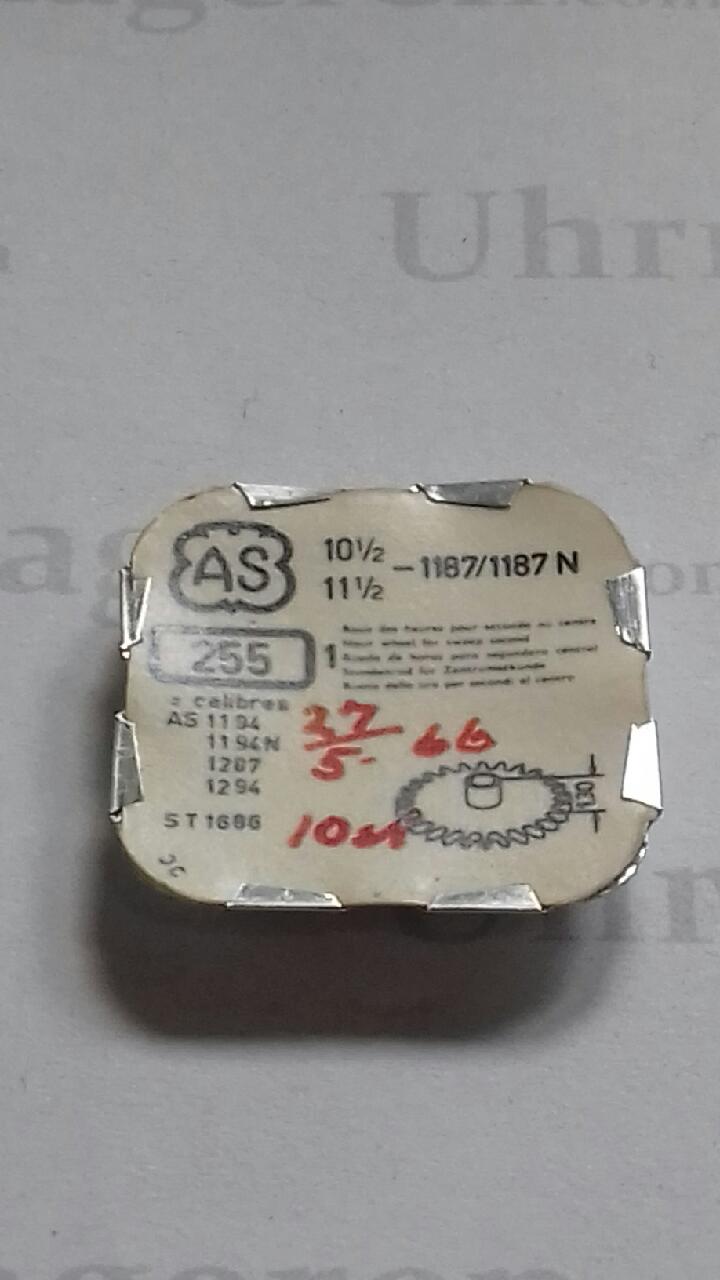 Uhr
AS
10½
11½
– 1187/1187 N
255
1
Roue des heures pour seconde au centre
Hour wheel for sweep second
Rueda de horas para segundero central
Stundenrad für Zentrumsekunde
Ruota delle ore per secondi al centro
= calibres
AS 1194
1194N
1287
1294
ST 1686
27
5-
66
130